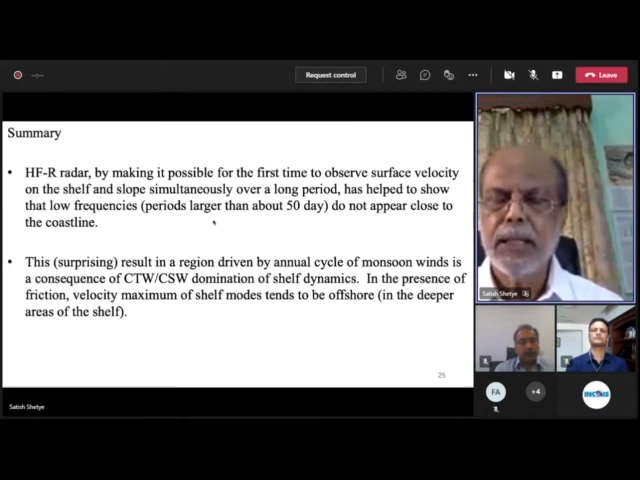 --:--
Request control
Leave
Summary
• HF-R radar, by making it possible for the first time to observe surface velocity
on the shelf and slope simultaneously over a long period, has helped to show
that low frequencies (periods larger than about 50 day) do not appear close to
the coastline.
• This (surprising) result in a region driven by annual cycle of monsoon winds is
a consequence of CTW/CSW domination of shelf dynamics. In the presence of
friction, velocity maximum of shelf modes tends to be offshore (in the deeper
areas of the shelf).
25
Satish Shetye
Satish Shetye
FA
+4
INCOIS